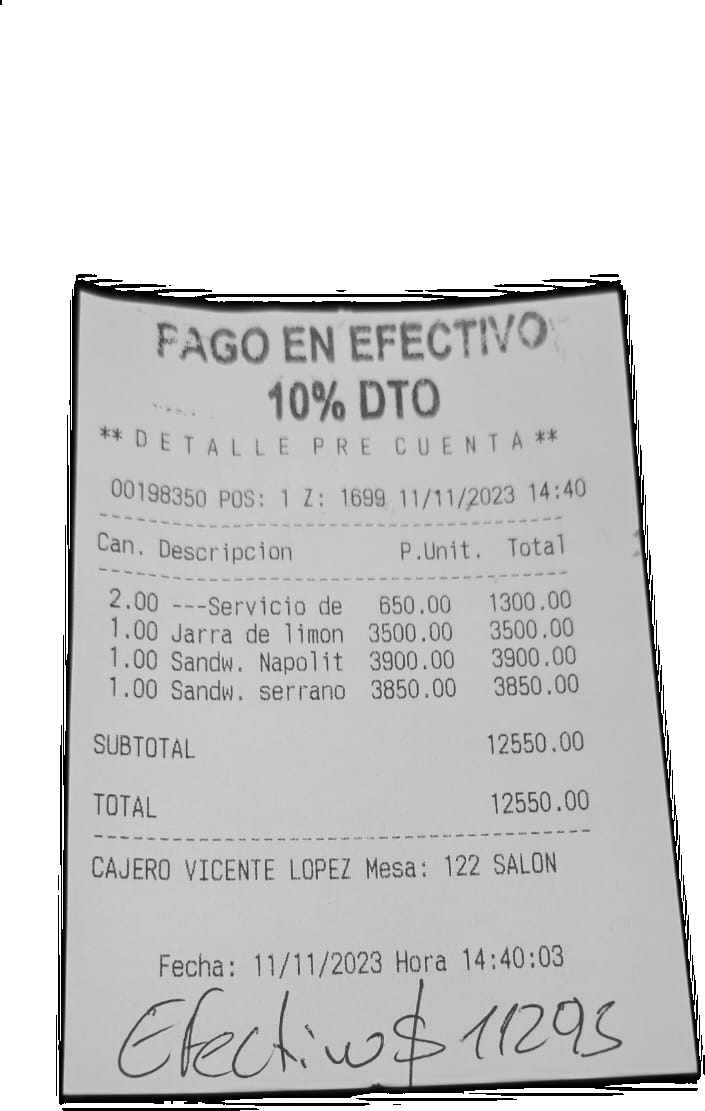 PAGO EN EFECTIVO
10% DTO
** D E T A L L E P R E C U E N T A **
00198350 POS: 1 Z: 1699 11/11/2023 14:40
Can. Descripcion P.Unit. Total
2.00 ---Servicio de 650.00 1300.00
1.00 Jarra de limon 3500.00 3500.00
1.00 Sandw. Napolit 3900.00 3900.00
1.00 Sandw. serrano 3850.00 3850.00
SUBTOTAL 12550.00
TOTAL 12550.00
CAJERO VICENTE LOPEZ Mesa: 122 SALON
Fecha: 11/11/2023 Hora 14:40:03
Efectivo $ 11295